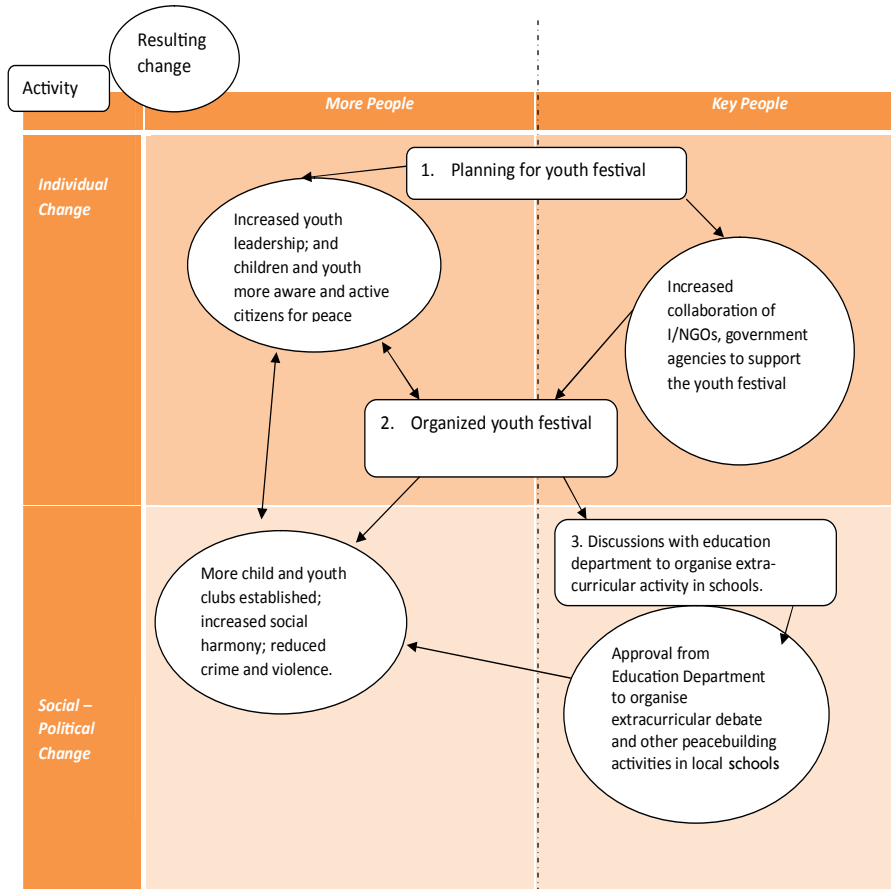 Resulting
change
Activity
More People
Key People
Individual
Change
1. Planning for youth festival
Increased youth
leadership; and
children and youth
more aware and active
citizens for peace
Increased
collaboration of
I/NGOs, government
agencies to support
the youth festival
2. Organized youth festival
Social –
Political
Change
More child and youth
clubs established;
increased social
harmony; reduced
crime and violence.
3. Discussions with education
department to organise extra-
curricular activity in schools.
Approval from
Education Department
to organise
extracurricular debate
and other peacebuilding
activities in local schools